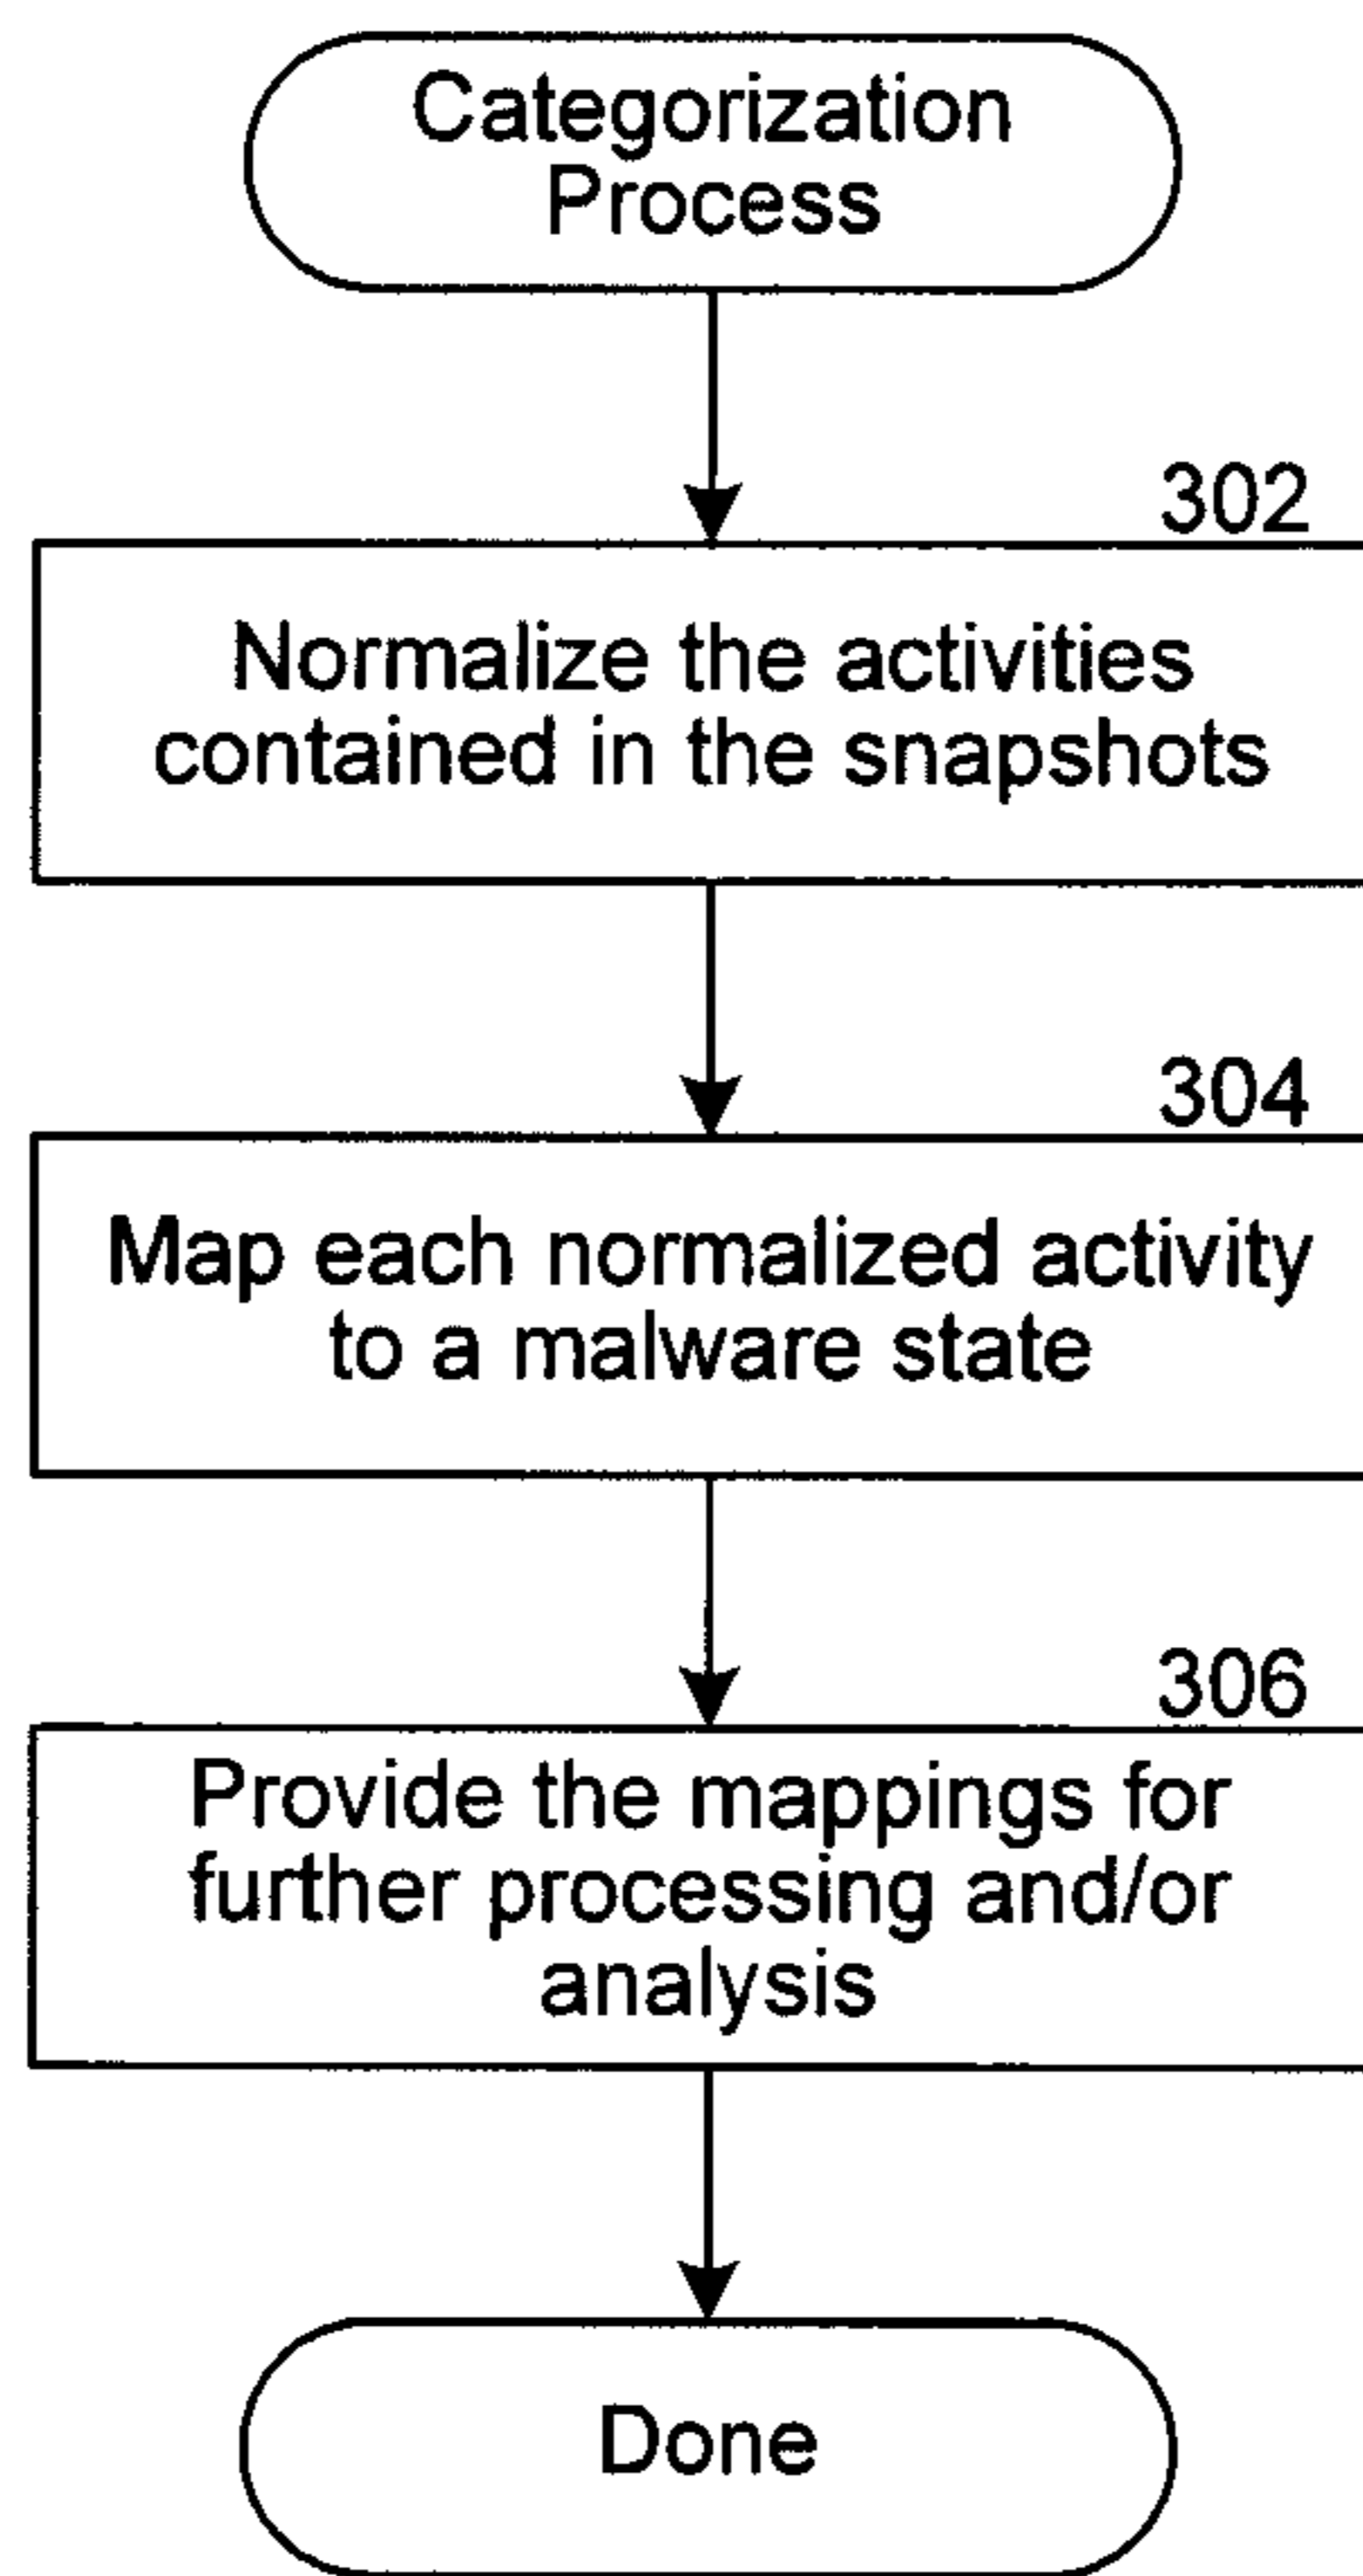 Categorization
Process
302
Normalize the activities
contained in the snapshots
304
Map each normalized activity
to a malware state
306
Provide the mappings for
further processing and/or
analysis
Done